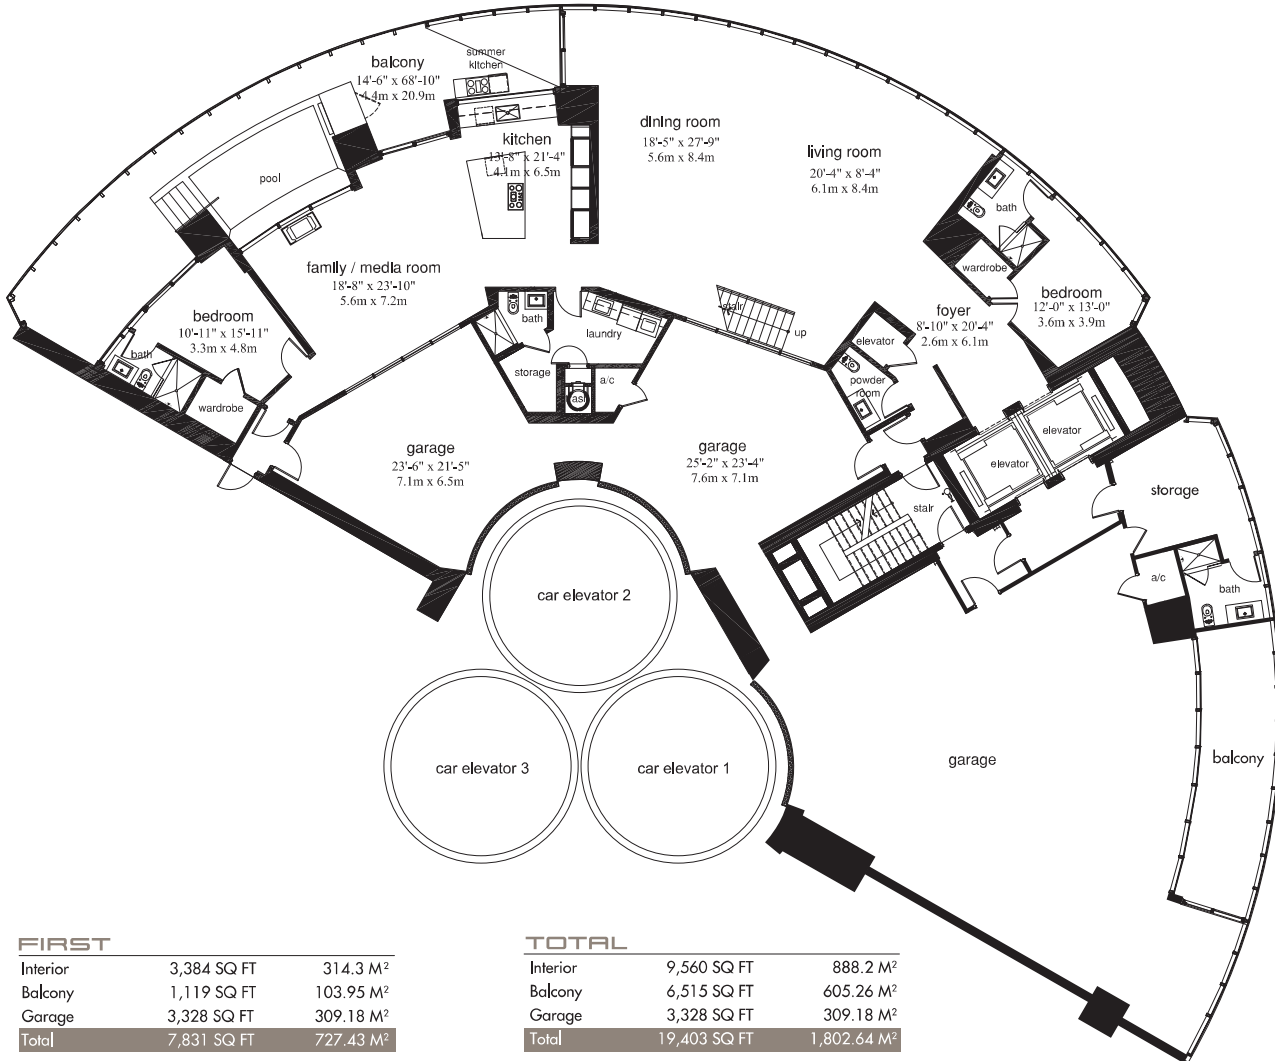 balcony
14'-6" x 68'-10"
4.4m x 20.9m
summer
kitchen
kitchen
13'-8" x 21'-4"
4.1m x 6.5m
pool
dining room
18'-5" x 27'-9"
5.6m x 8.4m
living room
20'-4" x 8'-4"
6.1m x 8.4m
bath
wardrobe
bedroom
12'-0" x 13'-0"
3.6m x 3.9m
foyer
8'-10" x 20'-4"
2.6m x 6.1m
family / media room
18'-8" x 23'-10"
5.6m x 7.2m
bedroom
10'-11" x 15'-11"
3.3m x 4.8m
bath
wardrobe
bath
laundry
storage
a/c
stair
up
elevator
powder
room
elevator
elevator
garage
23'-6" x 21'-5"
7.1m x 6.5m
garage
25'-2" x 23'-4"
7.6m x 7.1m
stair
storage
a/c
bath
car elevator 2
car elevator 3
car elevator 1
garage
balcony
FIRST
Interior 3,384 SQ FT 314.3 M²
Balcony 1,119 SQ FT 103.95 M²
Garage 3,328 SQ FT 309.18 M²
Total 7,831 SQ FT 727.43 M²
TOTAL
Interior 9,560 SQ FT 888.2 M²
Balcony 6,515 SQ FT 605.26 M²
Garage 3,328 SQ FT 309.18 M²
Total 19,403 SQ FT 1,802.64 M²